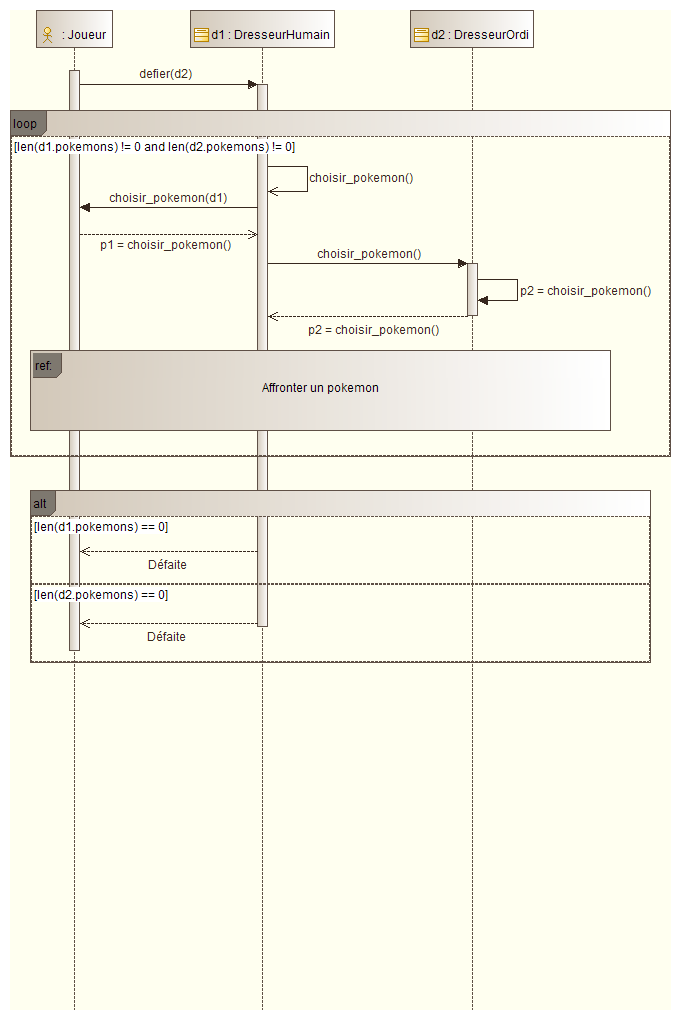 : Joueur
d1 : DresseurHumain
d2 : DresseurOrdi
defier(d2)
loop
[len(d1.pokemons) != 0 and len(d2.pokemons) != 0]
choisir_pokemon()
choisir_pokemon(d1)
p1 = choisir_pokemon()
choisir_pokemon()
p2 = choisir_pokemon()
p2 = choisir_pokemon()
ref:
Affronter un pokemon
alt
[len(d1.pokemons) == 0]
Défaite
[len(d2.pokemons) == 0]
Défaite